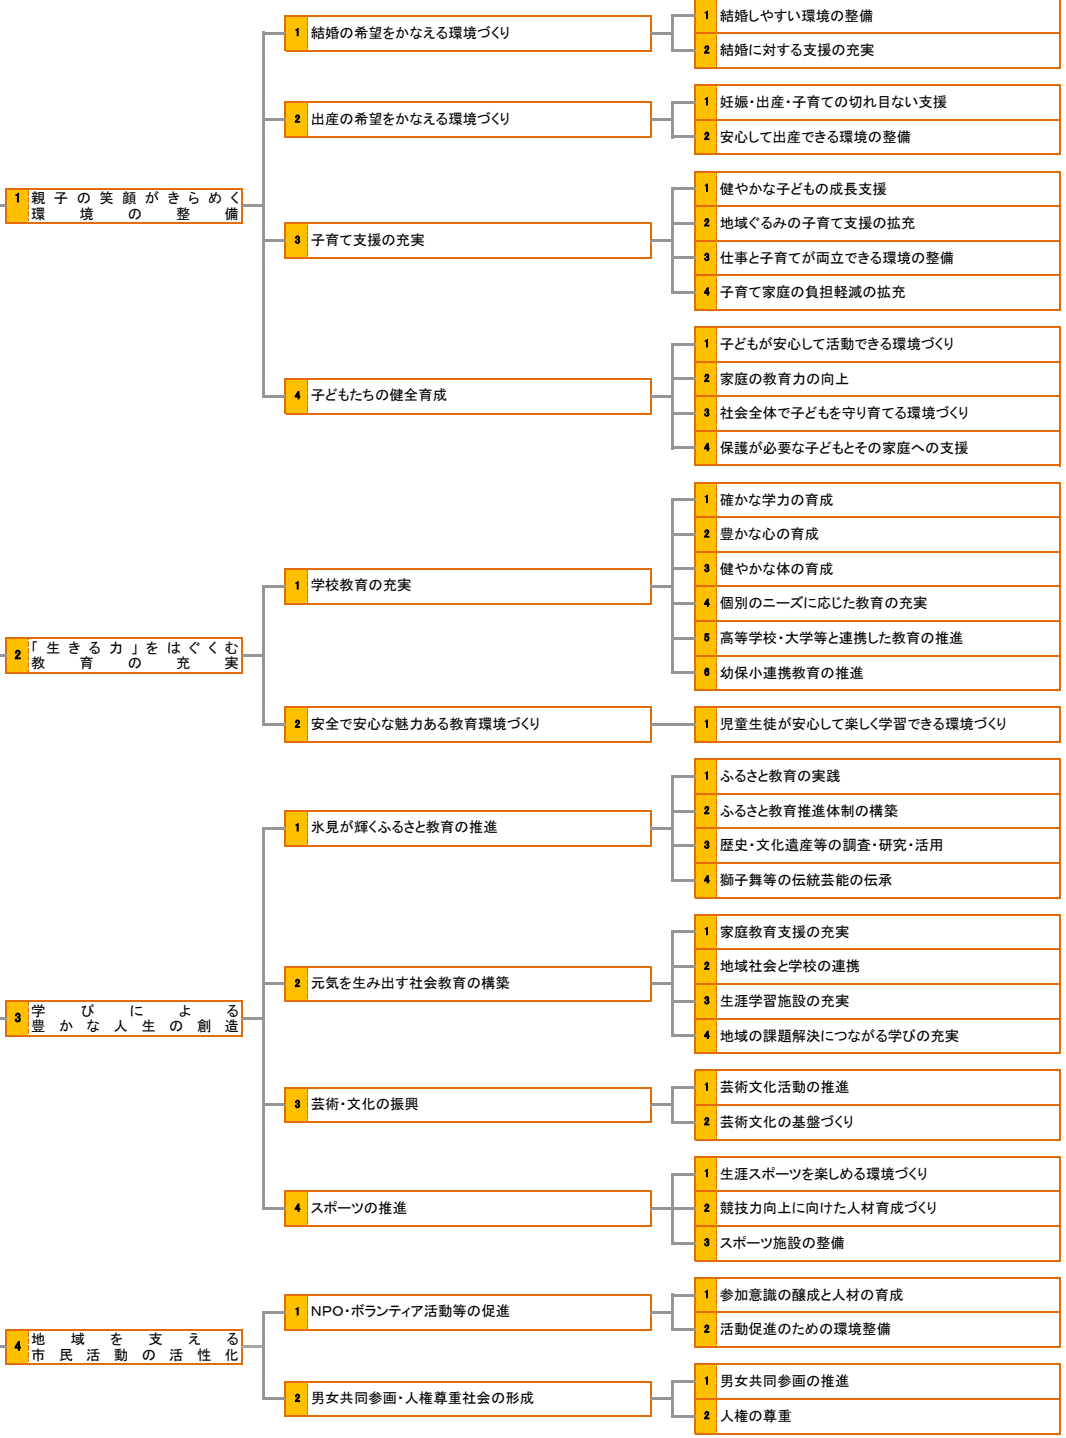 1 親子の笑顔がきらめく
環境の整備
1 結婚の希望をかなえる環境づくり
1 結婚しやすい環境の整備
2 結婚に対する支援の充実
2 出産の希望をかなえる環境づくり
1 妊娠・出産・子育ての切れ目ない支援
2 安心して出産できる環境の整備
3 子育て支援の充実
1 健やかな子どもの成長支援
2 地域ぐるみの子育て支援の拡充
3 仕事と子育てが両立できる環境の整備
4 子育て家庭の負担軽減の拡充
4 子どもたちの健全育成
1 子どもが安心して活動できる環境づくり
2 家庭の教育力の向上
3 社会全体で子どもを守り育てる環境づくり
4 保護が必要な子どもとその家庭への支援
2 「生きる力」をはぐくむ
教育の充実
1 学校教育の充実
1 確かな学力の育成
2 豊かな心の育成
3 健やかな体の育成
4 個別のニーズに応じた教育の充実
5 高等学校・大学等と連携した教育の推進
6 幼保小連携教育の推進
2 安全で安心な魅力ある教育環境づくり
1 児童生徒が安心して楽しく学習できる環境づくり
3 学びによる
豊かな人生の創造
1 氷見が輝くふるさと教育の推進
1 ふるさと教育の実践
2 ふるさと教育推進体制の構築
3 歴史・文化遺産等の調査・研究・活用
4 獅子舞等の伝統芸能の伝承
2 元気を生み出す社会教育の構築
1 家庭教育支援の充実
2 地域社会と学校の連携
3 生涯学習施設の充実
4 地域の課題解決につながる学びの充実
3 芸術・文化の振興
1 芸術文化活動の推進
2 芸術文化の基盤づくり
4 スポーツの推進
1 生涯スポーツを楽しめる環境づくり
2 競技力向上に向けた人材育成づくり
3 スポーツ施設の整備
4 地域を支える
市民活動の活性化
1 NPO・ボランティア活動等の促進
1 参加意識の醸成と人材の育成
2 活動促進のための環境整備
2 男女共同参画・人権尊重社会の形成
1 男女共同参画の推進
2 人権の尊重